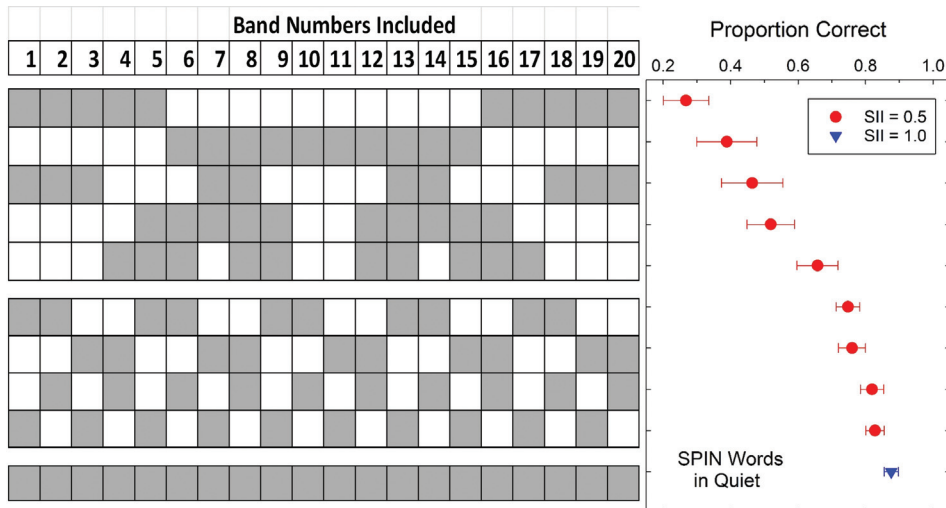 Band Numbers Included
1 2 3 4 5 6 7 8 9 10 11 12 13 14 15 16 17 18 19 20
Proportion Correct
0.2 0.4 0.6 0.8 1.0
SII = 0.5
SII = 1.0
SPIN Words
in Quiet